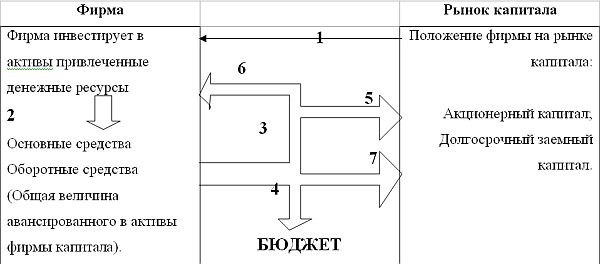 Фирма
Рынок капитала
Фирма инвестирует в
активы привлеченные
денежные ресурсы
2
Основные средства
Оборотные средства
(Общая величина
авансированного в активы
фирмы капитала).
1
6
5
3
7
4
БЮДЖЕТ
Положение фирмы на рынке
капитала:
Акционерный капитал;
Долгосрочный заемный
капитал.